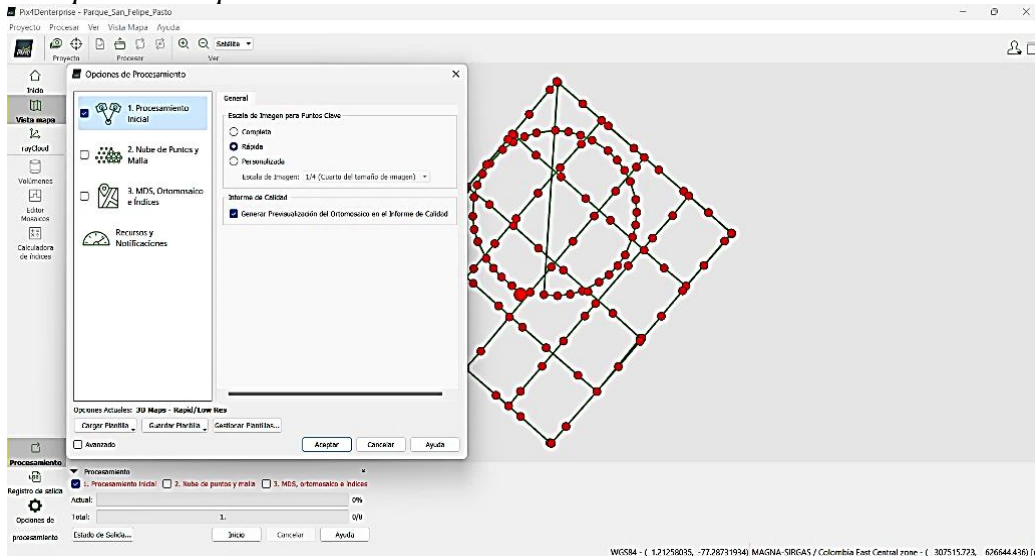 Pix4Denterprise - Parque_San_Felipe_Pasto
Proyecto Procesar Ver Vista Mapa Ayuda
Satélite
Proyecto Procesar Ver
Inicio
Vista mapa
rayCloud
Volúmenes
Editor Mosaicos
Calculadora de índices
Procesamiento
Registro de salida
Opciones de procesamiento
Opciones de Procesamiento
1. Procesamiento Inicial
2. Nube de Puntos y Malla
3. MDS, Ortomosaico e Índices
Recursos y Notificaciones
General
Escala de Imagen para Puntos Clave
Completa
Rápida
Personalizada
Escala de Imagen: 1/4 (Cuarto del tamaño de imagen)
Informe de Calidad
Generar Previsualización del Ortomosaico en el Informe de Calidad
Opciones Actuales: 3D Maps - Rapid/Low Res
Cargar Plantilla Guardar Plantilla Gestionar Plantillas...
Avanzado Aceptar Cancelar Ayuda
Procesamiento
1. Procesamiento Inicial 2. Nube de puntos y malla 3. MDS, ortomosaico e índices
Actual: 0%
Total: 1. 0/0
Estado de Salida... Inicio Cancelar Ayuda
WGS84 - ( 1.21258035, -77.28731934) MAGNA-SIRGAS / Colombia East Central zone - ( 307515.723, 626644.436)